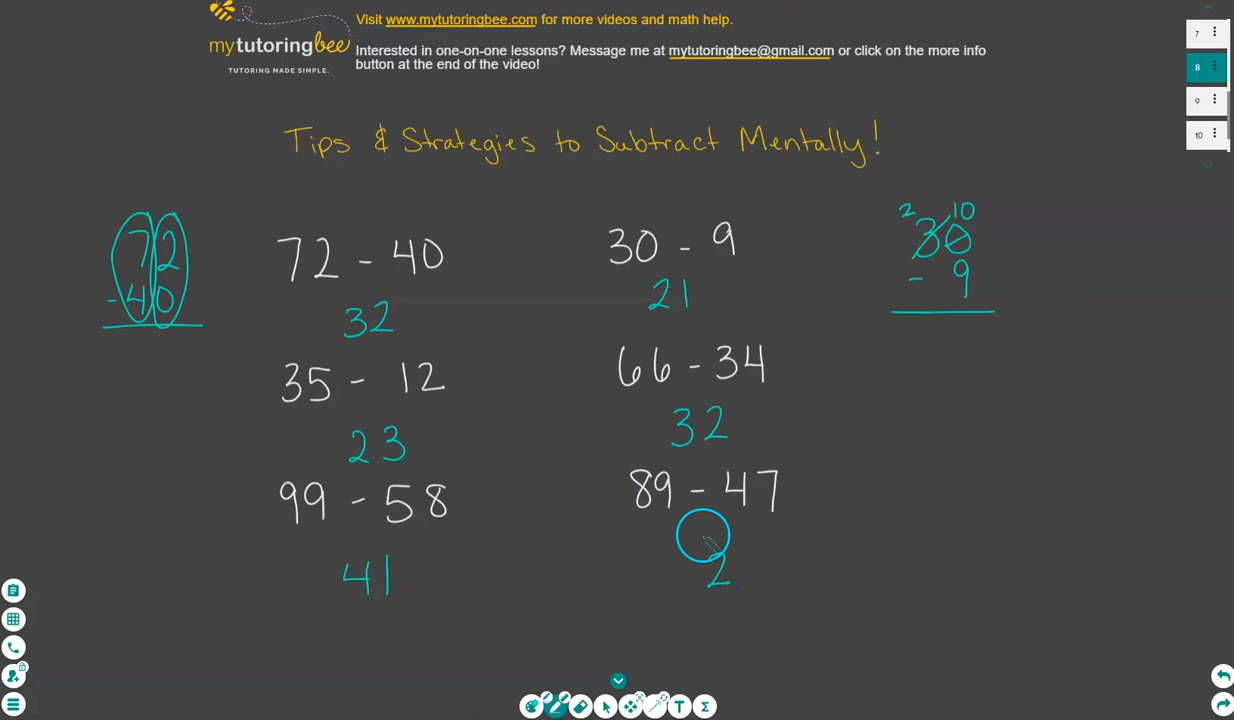 Visit www.mytutoringbee.com for more videos and math help.
mytutoringbee
TUTORING MADE SIMPLE.
Interested in one-on-one lessons? Message me at mytutoringbee@gmail.com or click on the more info
button at the end of the video!
7
8
9
10
Tips & Strategies to Subtract Mentally!
72
- 40
72 - 40
32
30 - 9
21
2 10
30
- 9
35 - 12
23
66 - 34
32
99 - 58
41
89 - 47
2
T
Σ